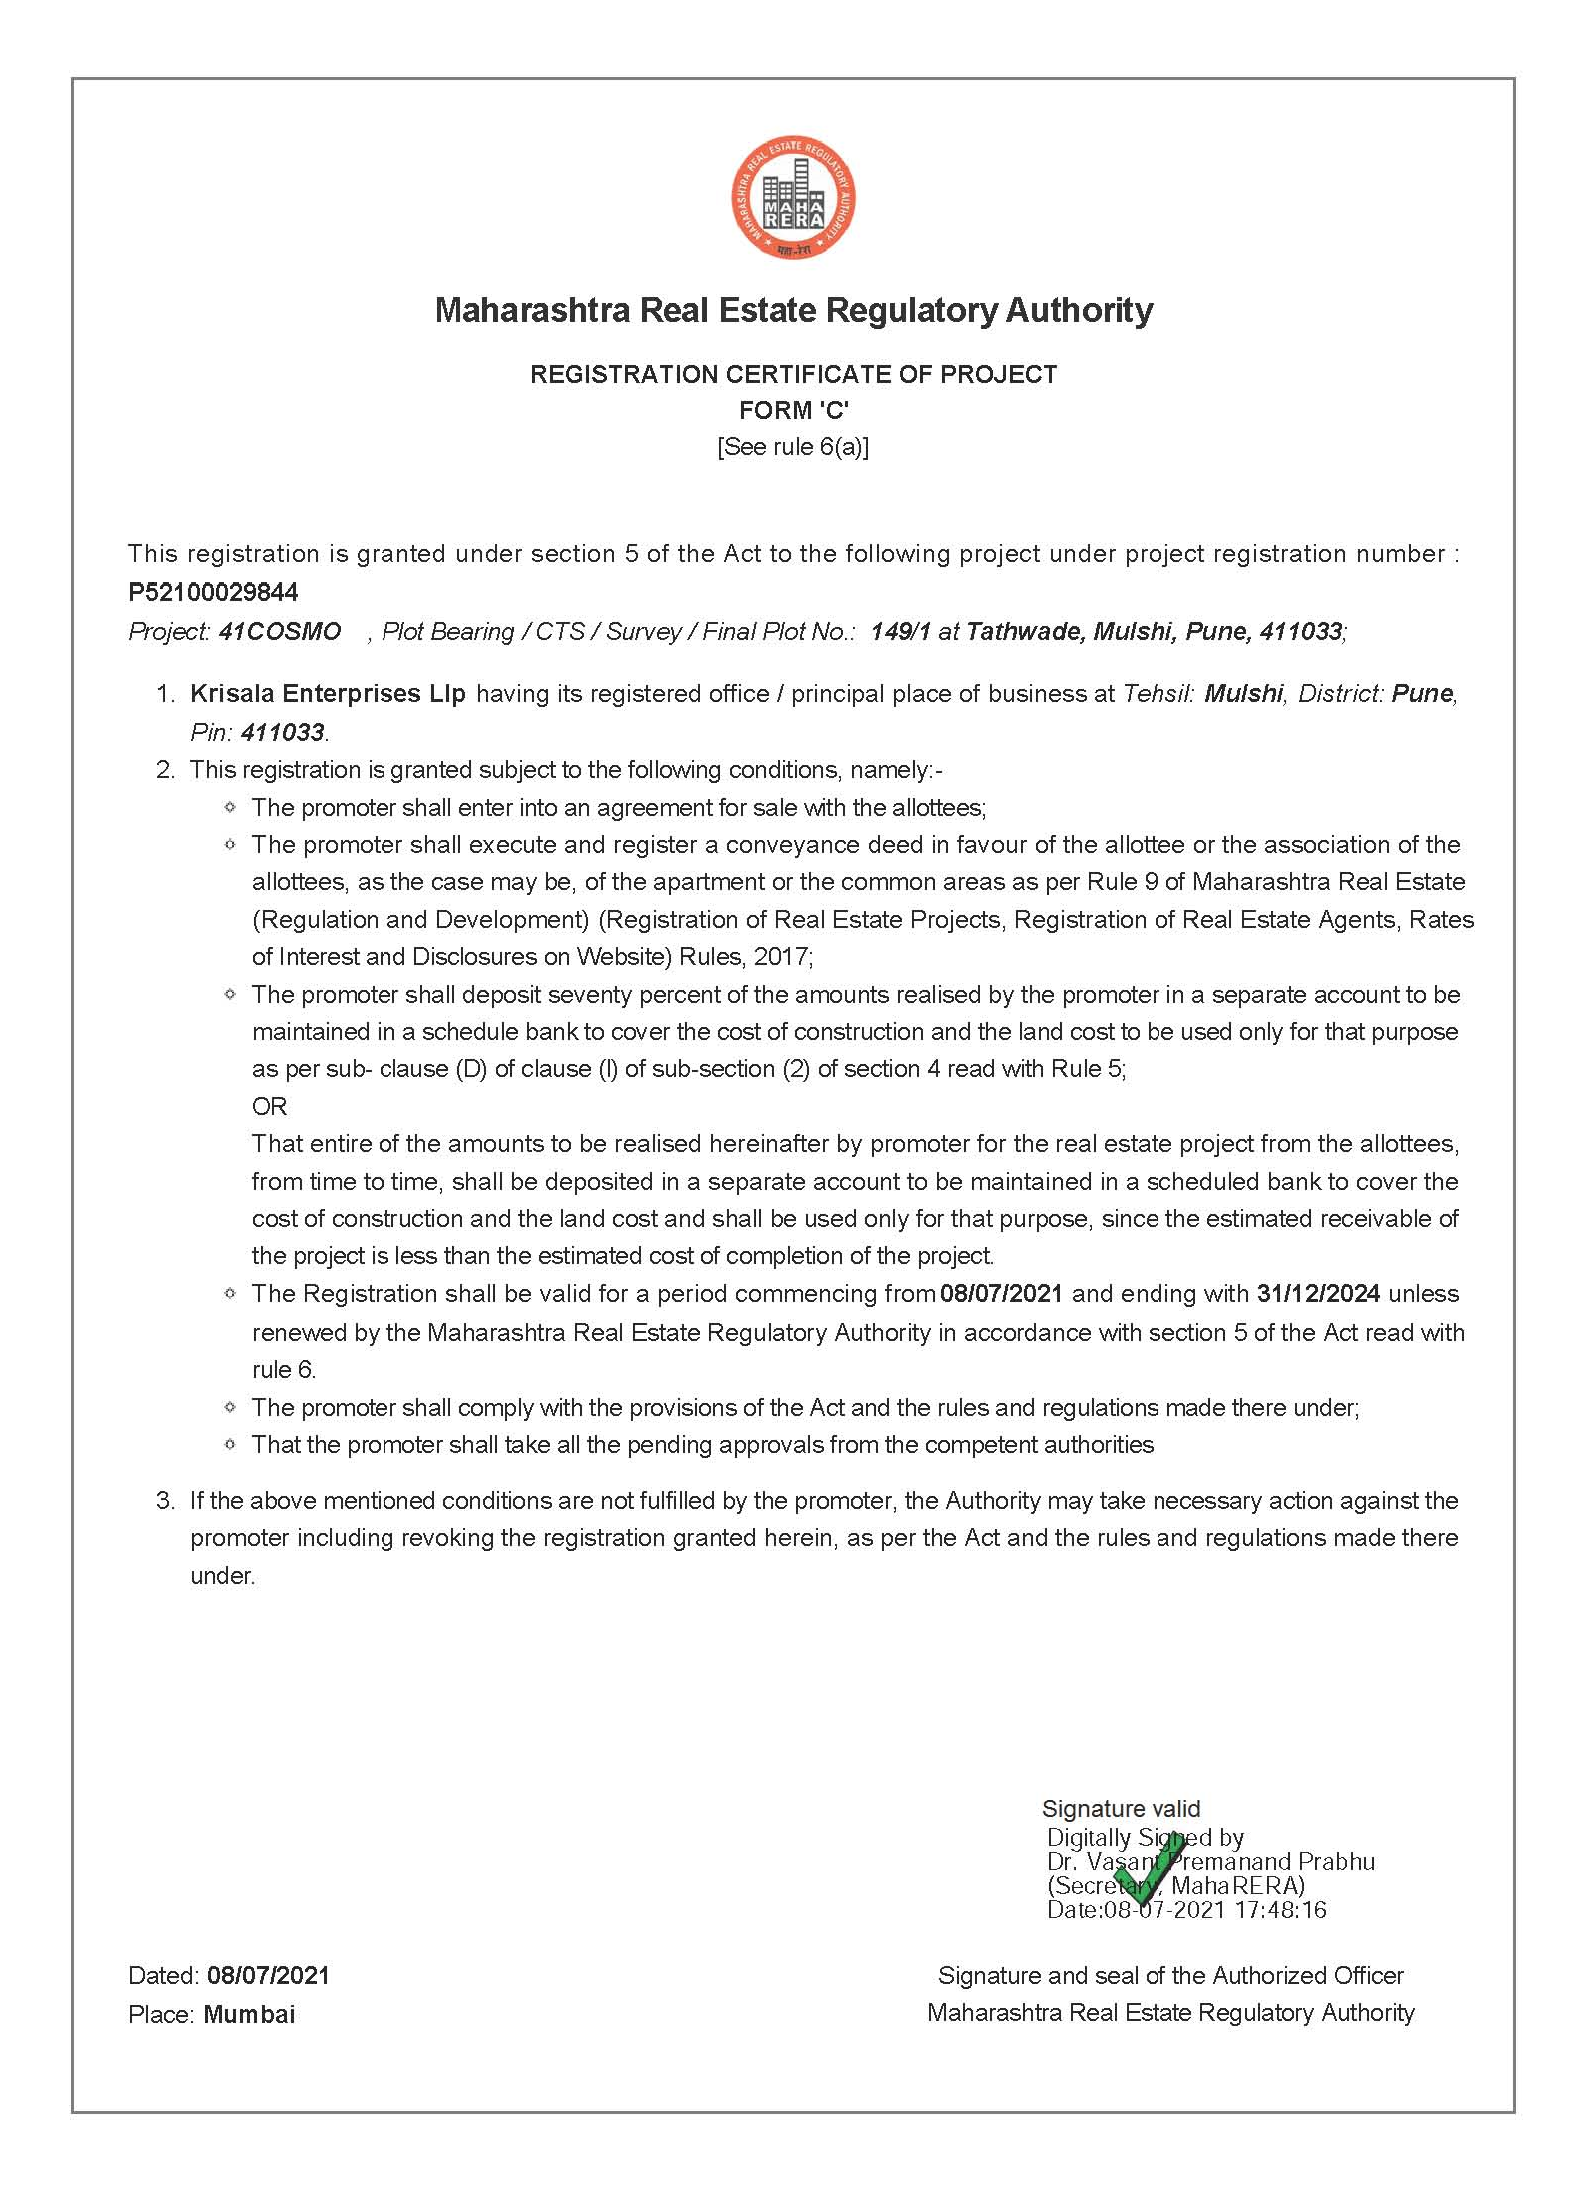 MAHARASHTRA REAL ESTATE REGULATORY AUTHORITY
MAHA
RERA
महा-रेरा
Maharashtra Real Estate Regulatory Authority
REGISTRATION CERTIFICATE OF PROJECT
FORM 'C'
[See rule 6(a)]
This registration is granted under section 5 of the Act to the following project under project registration number :
P52100029844
Project: 41COSMO , Plot Bearing / CTS / Survey / Final Plot No.: 149/1 at Tathwade, Mulshi, Pune, 411033;
1. Krisala Enterprises Llp having its registered office / principal place of business at Tehsil: Mulshi, District: Pune,
Pin: 411033.
2. This registration is granted subject to the following conditions, namely:-
The promoter shall enter into an agreement for sale with the allottees;
The promoter shall execute and register a conveyance deed in favour of the allottee or the association of the
allottees, as the case may be, of the apartment or the common areas as per Rule 9 of Maharashtra Real Estate
(Regulation and Development) (Registration of Real Estate Projects, Registration of Real Estate Agents, Rates
of Interest and Disclosures on Website) Rules, 2017;
The promoter shall deposit seventy percent of the amounts realised by the promoter in a separate account to be
maintained in a schedule bank to cover the cost of construction and the land cost to be used only for that purpose
as per sub- clause (D) of clause (l) of sub-section (2) of section 4 read with Rule 5;
OR
That entire of the amounts to be realised hereinafter by promoter for the real estate project from the allottees,
from time to time, shall be deposited in a separate account to be maintained in a scheduled bank to cover the
cost of construction and the land cost and shall be used only for that purpose, since the estimated receivable of
the project is less than the estimated cost of completion of the project.
The Registration shall be valid for a period commencing from 08/07/2021 and ending with 31/12/2024 unless
renewed by the Maharashtra Real Estate Regulatory Authority in accordance with section 5 of the Act read with
rule 6.
The promoter shall comply with the provisions of the Act and the rules and regulations made there under;
That the promoter shall take all the pending approvals from the competent authorities
3. If the above mentioned conditions are not fulfilled by the promoter, the Authority may take necessary action against the
promoter including revoking the registration granted herein, as per the Act and the rules and regulations made there
under.
Signature valid
Digitally Signed by
Dr. Vasant Premanand Prabhu
(Secretary, MahaRERA)
Date:08-07-2021 17:48:16
Dated: 08/07/2021
Place: Mumbai
Signature and seal of the Authorized Officer
Maharashtra Real Estate Regulatory Authority